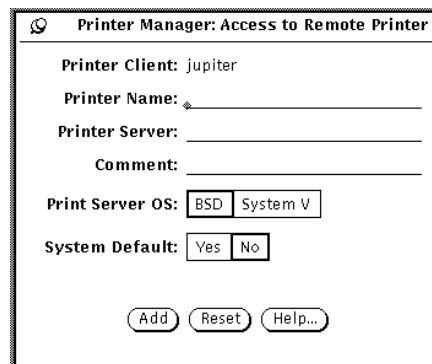 Printer Manager: Access to Remote Printer
Printer Client: jupiter
Printer Name:
Printer Server:
Comment:
Print Server OS: BSD System V
System Default: Yes No
Add Reset Help...